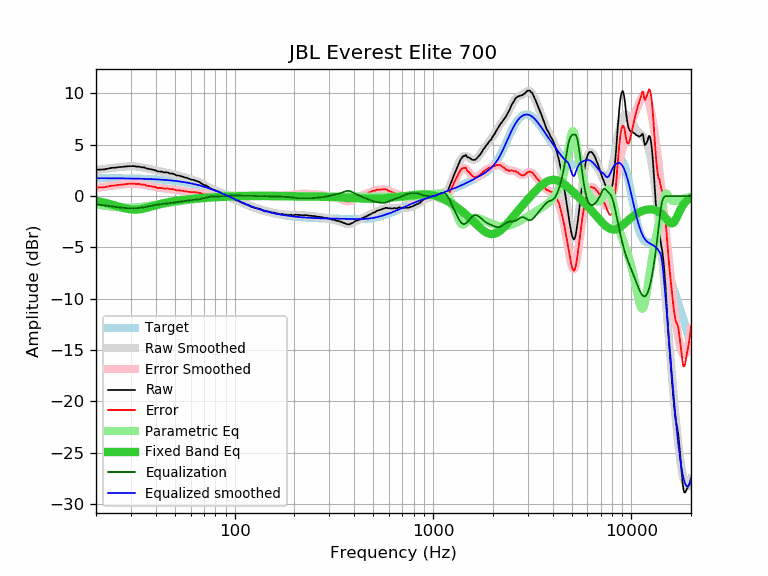 JBL Everest Elite 700
Amplitude (dBr)
10
5
0
−5
−10
−15
−20
−25
−30
Target
Raw Smoothed
Error Smoothed
Raw
Error
Parametric Eq
Fixed Band Eq
Equalization
Equalized smoothed
100
1000
10000
Frequency (Hz)